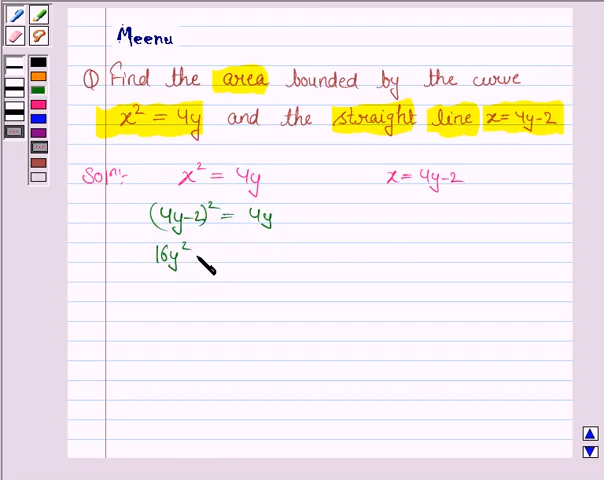 Meenu
Q Find the area bounded by the curve
x² = 4y and the straight line x=4y-2
Soln:- x² = 4y x=4y-2
(4y-2)² = 4y
16y²